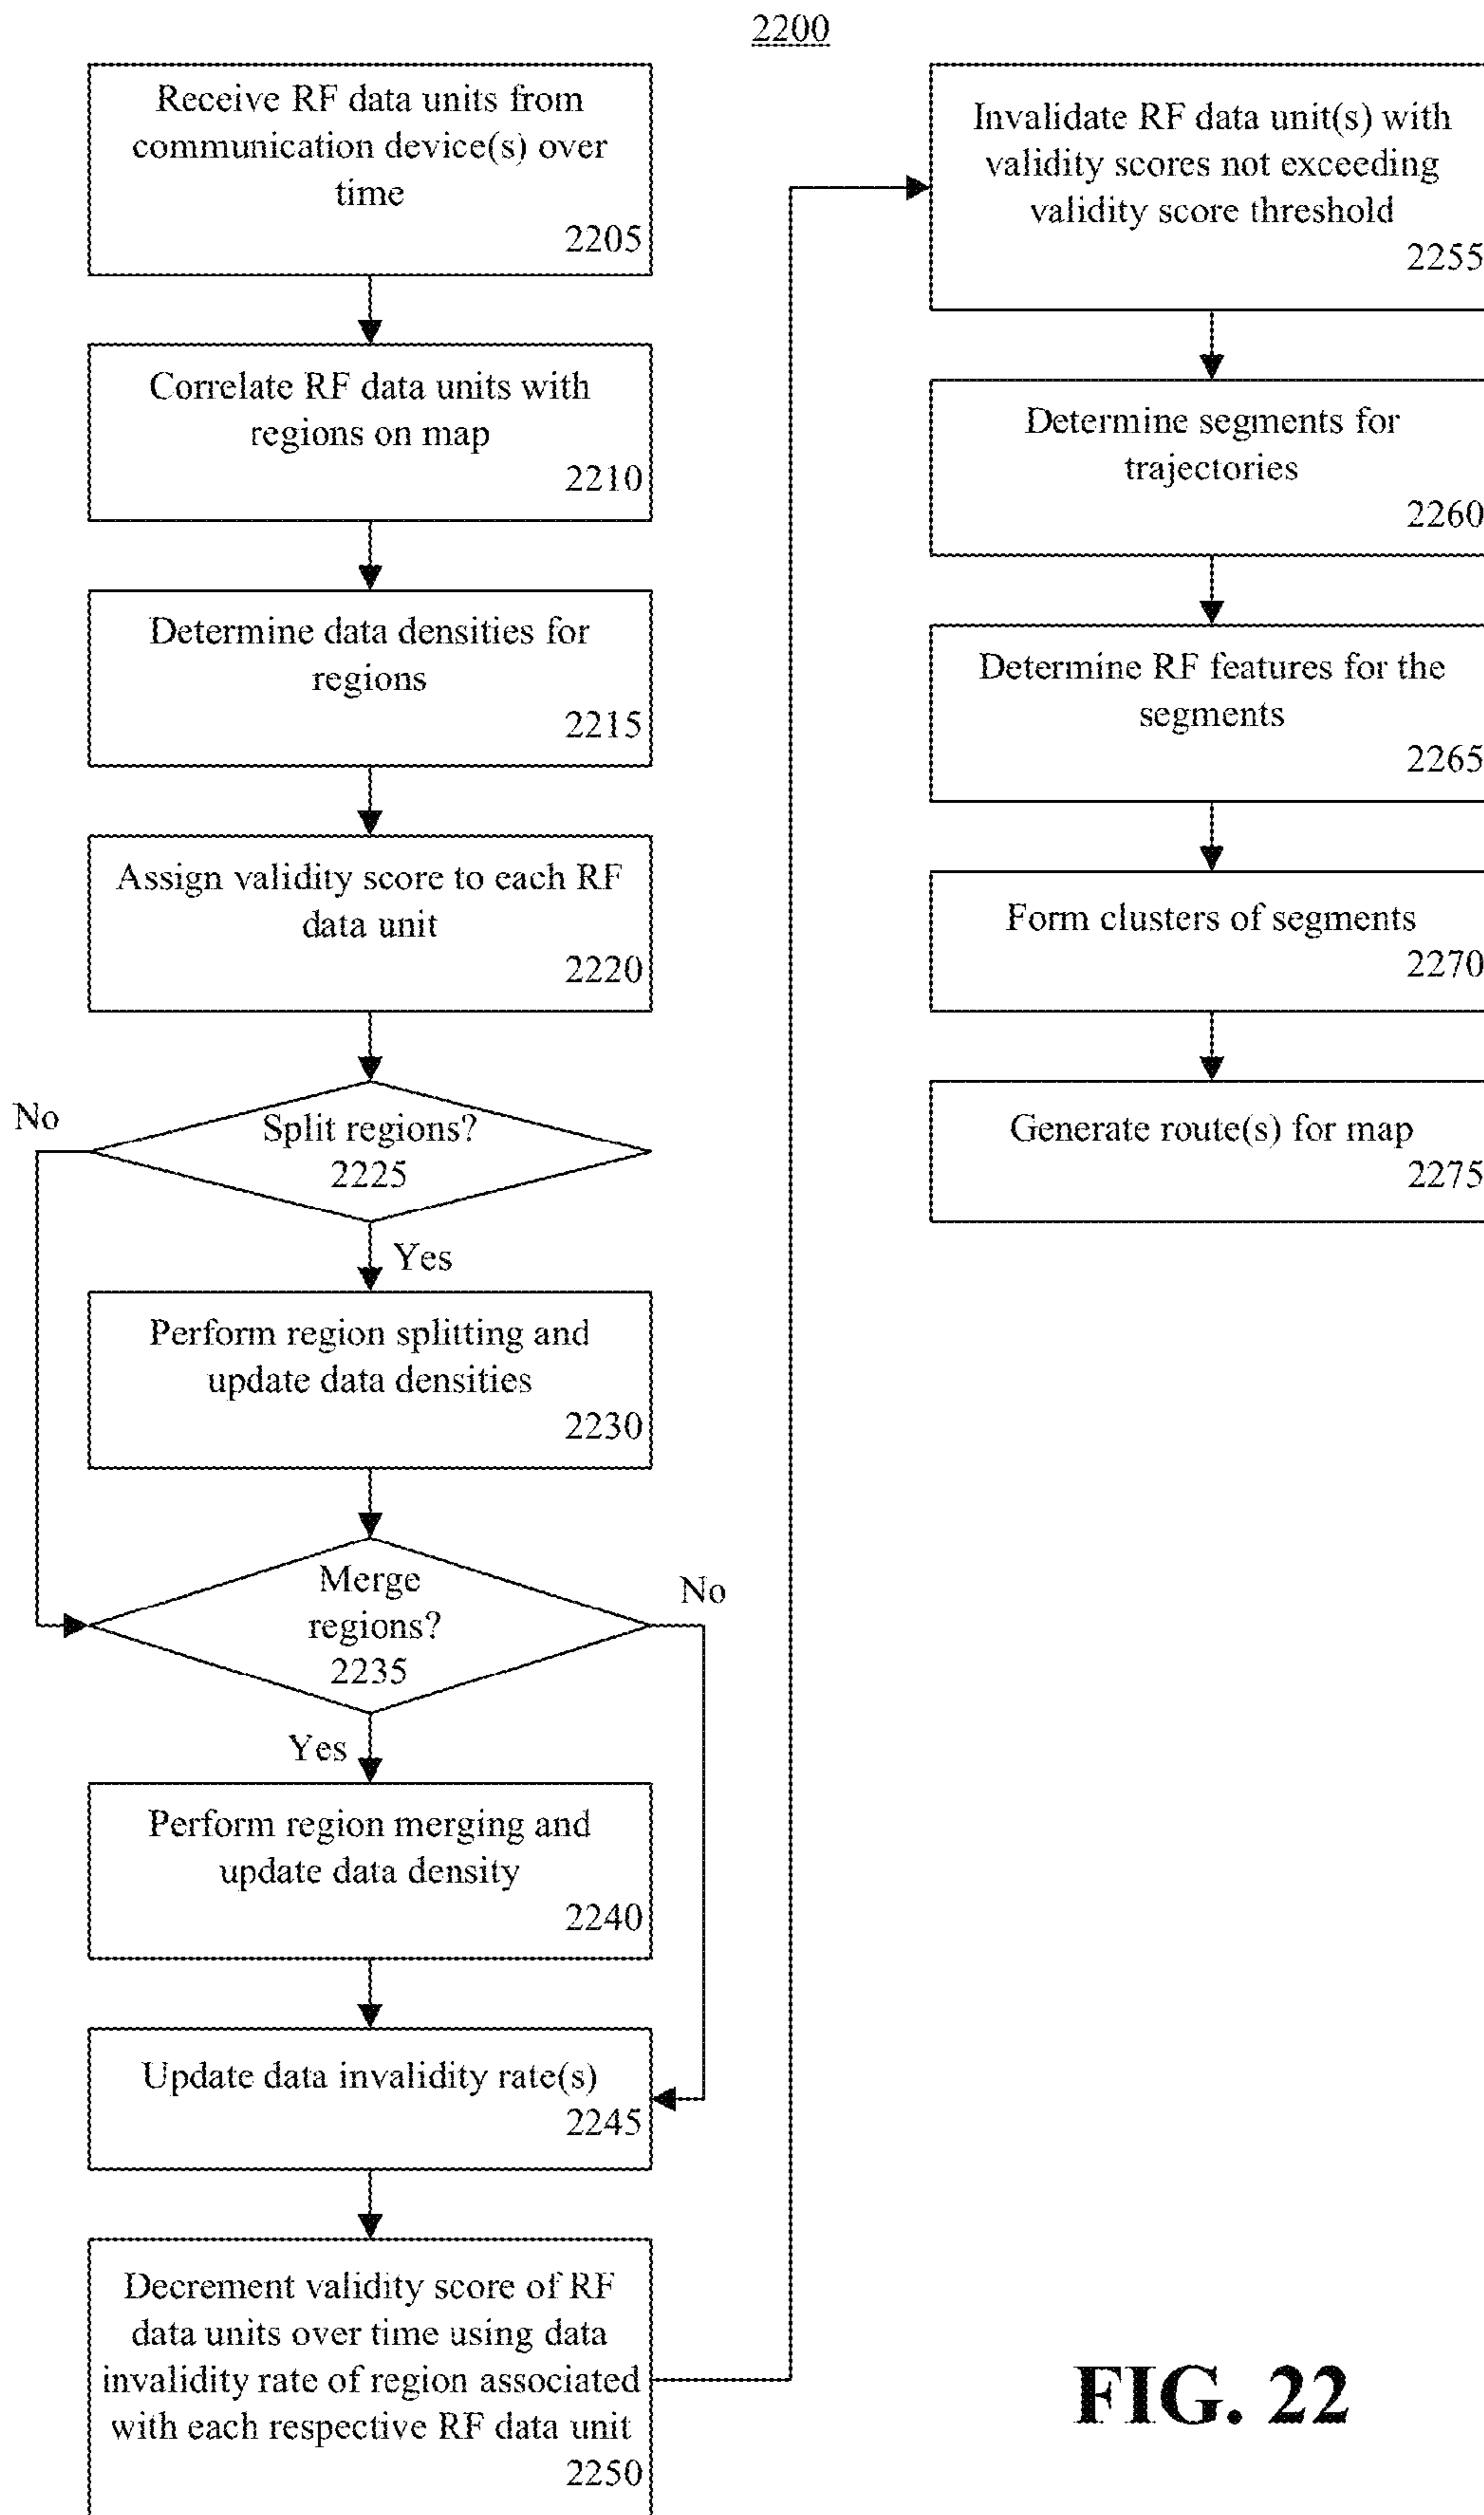 2200
Receive RF data units from
communication device(s) over
time
2205
Correlate RF data units with
regions on map
2210
Determine data densities for
regions
2215
Assign validity score to each RF
data unit
2220
No
Split regions?
2225
Yes
Perform region splitting and
update data densities
2230
Merge
regions?
2235
No
Yes
Perform region merging and
update data density
2240
Update data invalidity rate(s)
2245
Decrement validity score of RF
data units over time using data
invalidity rate of region associated
with each respective RF data unit
2250
Invalidate RF data unit(s) with
validity scores not exceeding
validity score threshold
2255
Determine segments for
trajectories
2260
Determine RF features for the
segments
2265
Form clusters of segments
2270
Generate route(s) for map
2275
FIG. 22